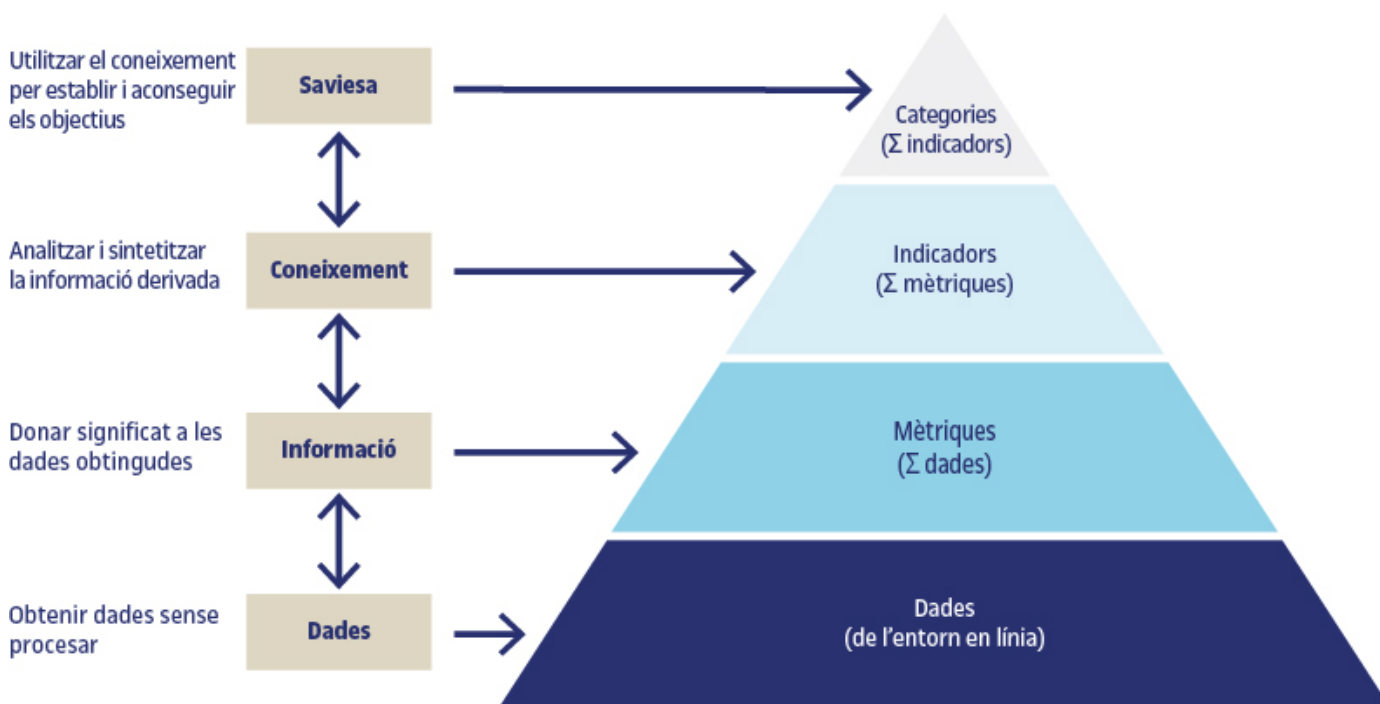 Utilitzar el coneixement
per establir i aconseguir
els objectius
Saviesa
Categories
(Σ indicadors)
Analitzar i sintetitzar
la informació derivada
Coneixement
Indicadors
(Σ mètriques)
Donar significat a les
dades obtingudes
Informació
Mètriques
(Σ dades)
Obtenir dades sense
procesar
Dades
Dades
(de l'entorn en línia)